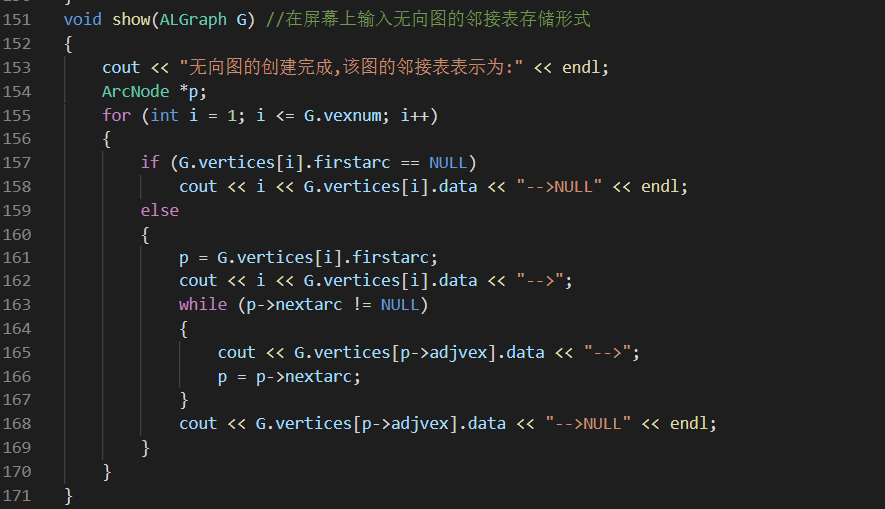 151 void show(ALGraph G) //在屏幕上输入无向图的邻接表存储形式
152 {
153     cout << "无向图的创建完成,该图的邻接表表示为:" << endl;
154     ArcNode *p;
155     for (int i = 1; i <= G.vexnum; i++)
156     {
157         if (G.vertices[i].firstarc == NULL)
158             cout << i << G.vertices[i].data << "-->NULL" << endl;
159         else
160         {
161             p = G.vertices[i].firstarc;
162             cout << i << G.vertices[i].data << "-->";
163             while (p->nextarc != NULL)
164             {
165                 cout << G.vertices[p->adjvex].data << "-->";
166                 p = p->nextarc;
167             }
168             cout << G.vertices[p->adjvex].data << "-->NULL" << endl;
169         }
170     }
171 }